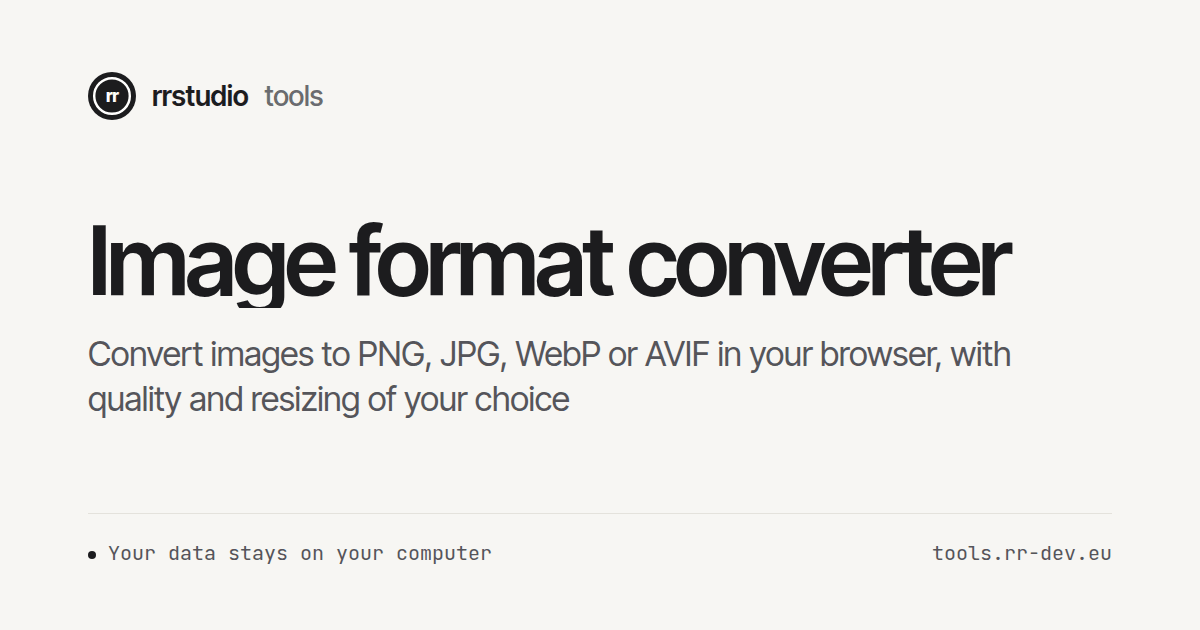 rr
rrstudio tools
Image format converter
Convert images to PNG, JPG, WebP or AVIF in your browser, with
quality and resizing of your choice
Your data stays on your computer
tools.rr-dev.eu